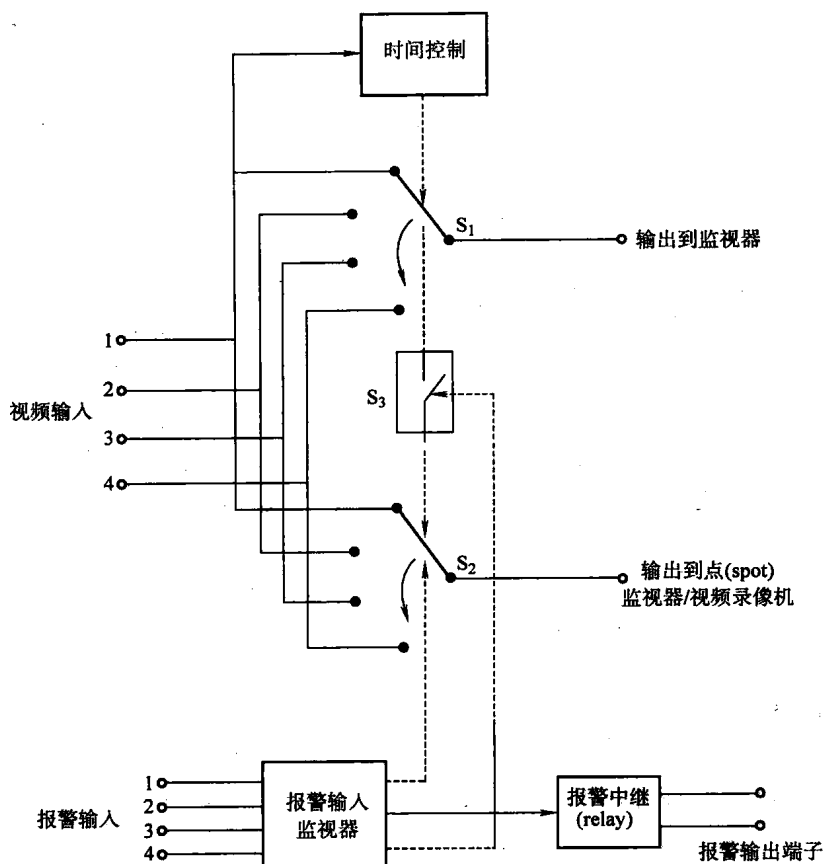 时间控制
S₁
输出到监视器
1
2
视频输入
3
4
S₃
S₂
输出到点(spot)
监视器/视频录像机
1
2
报警输入
3
4
报警输入
监视器
报警中继
(relay)
报警输出端子